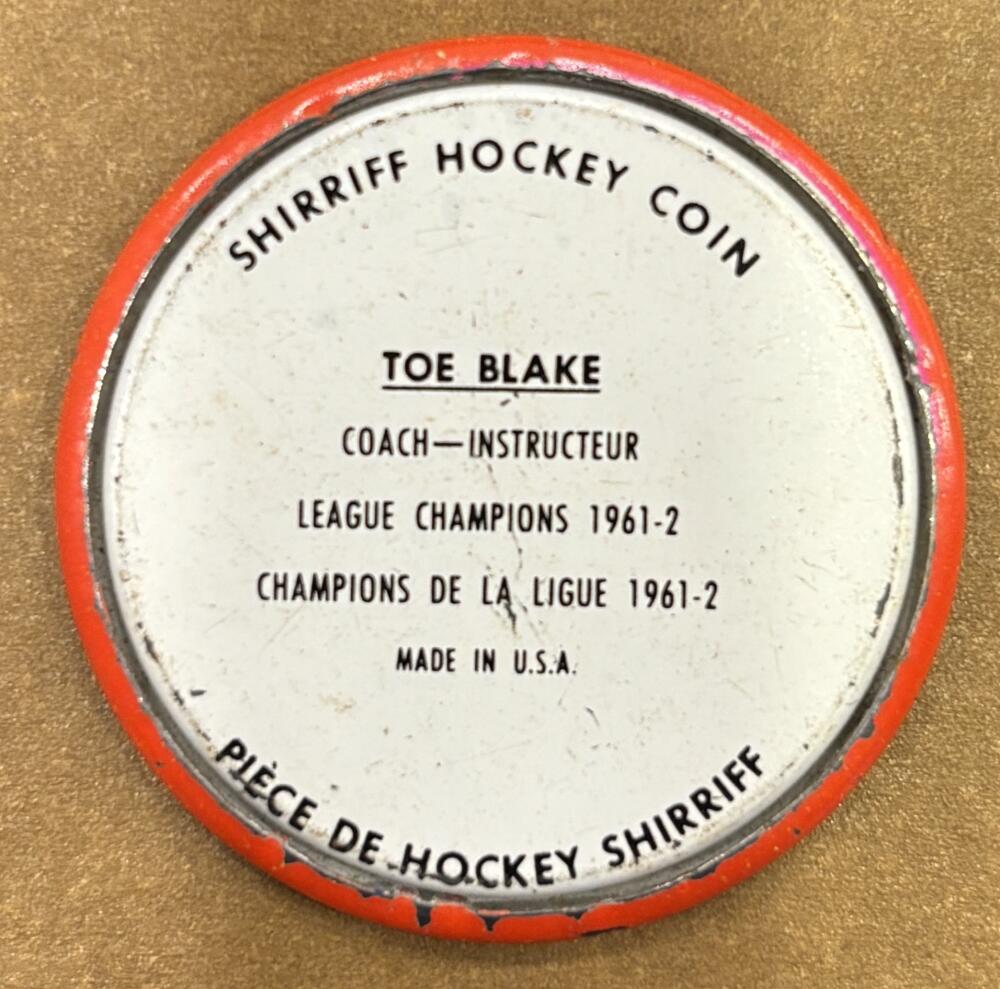 SHIRRIFF HOCKEY COIN
TOE BLAKE
COACH—INSTRUCTEUR
LEAGUE CHAMPIONS 1961-2
CHAMPIONS DE LA LIGUE 1961-2
MADE IN U.S.A.
PIÈCE DE HOCKEY SHIRRIFF